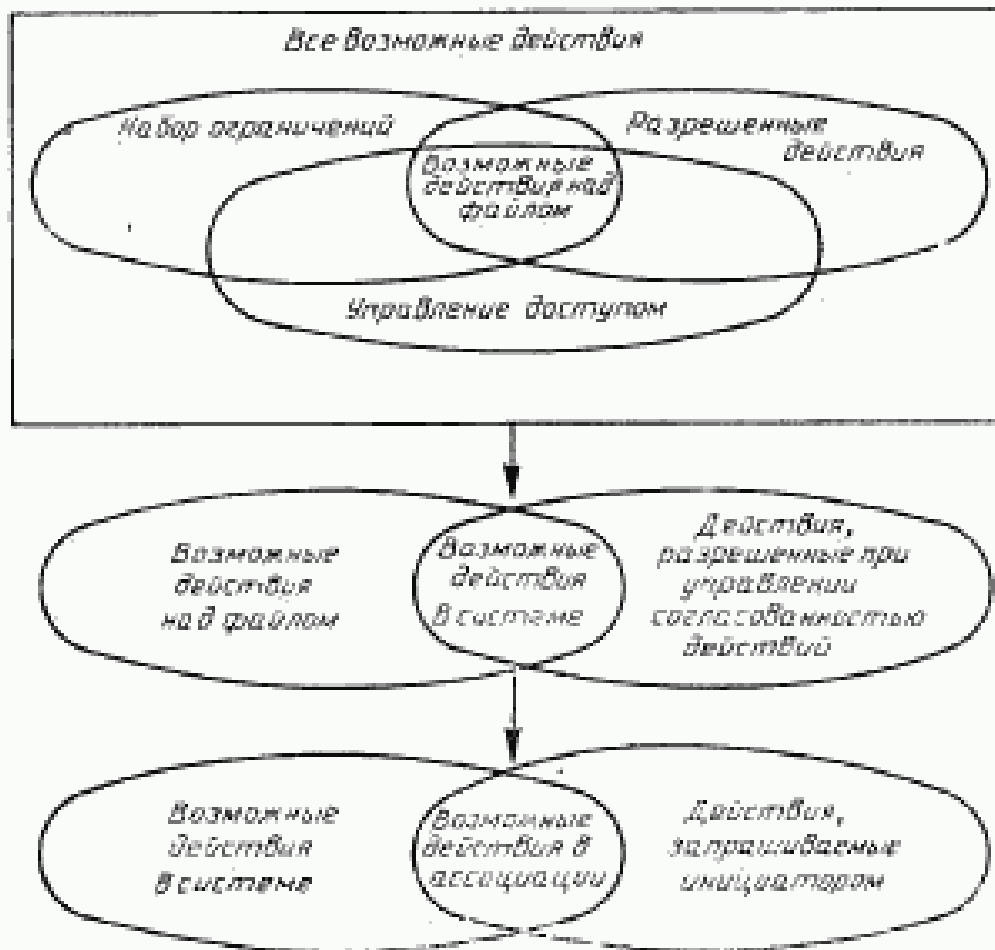 Все возможные действия
Набор ограничений
Разрешенные
действия
Возможные
действия над
файлом
Управление доступом
Возможные
действия
над файлом
Возможные
действия
в системе
Действия,
разрешенные при
управлении
согласованностью
действий
Возможные
действия
в системе
Возможные
действия в
ассоциации
Действия,
запрашиваемые
инициатором